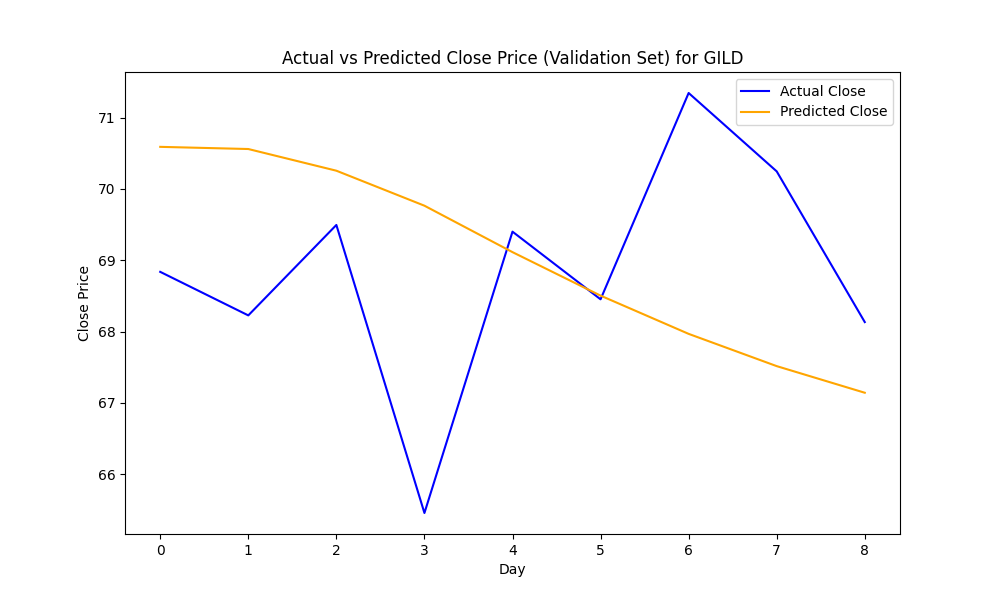 Actual vs Predicted Close Price (Validation Set) for GILD
Actual Close
Predicted Close
71
70
69
68
67
66
Close Price
0 1 2 3 4 5 6 7 8
Day